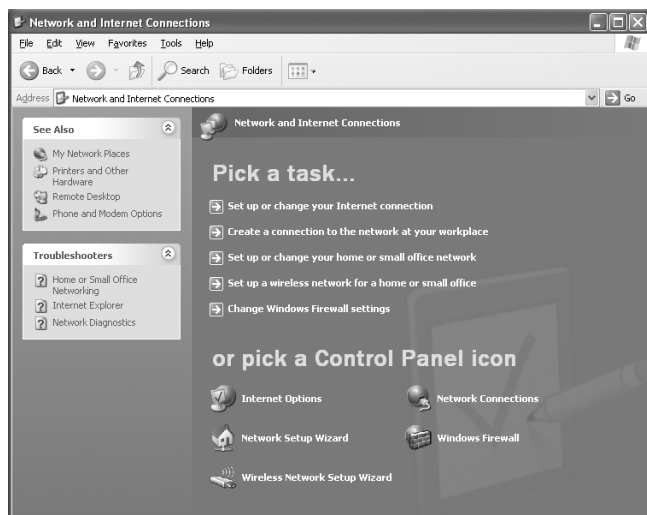 Network and Internet Connections
File Edit View Favorites Tools Help
Back Search Folders
Address Network and Internet Connections Go
See Also
My Network Places
Printers and Other
Hardware
Remote Desktop
Phone and Modem Options
Troubleshooters
Home or Small Office
Networking
Internet Explorer
Network Diagnostics
Network and Internet Connections
Pick a task...
Set up or change your Internet connection
Create a connection to the network at your workplace
Set up or change your home or small office network
Set up a wireless network for a home or small office
Change Windows Firewall settings
or pick a Control Panel icon
Internet Options
Network Connections
Network Setup Wizard
Windows Firewall
Wireless Network Setup Wizard